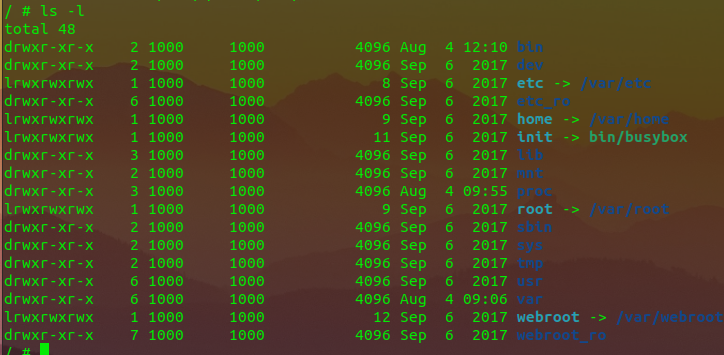 / # ls -l
total 48
drwxr-xr-x    2 1000     1000          4096 Aug  4 12:10 bin
drwxr-xr-x    2 1000     1000          4096 Sep  6  2017 dev
lrwxrwxrwx    1 1000     1000             8 Sep  6  2017 etc -> /var/etc
drwxr-xr-x    6 1000     1000          4096 Sep  6  2017 etc_ro
lrwxrwxrwx    1 1000     1000             9 Sep  6  2017 home -> /var/home
lrwxrwxrwx    1 1000     1000            11 Sep  6  2017 init -> bin/busybox
drwxr-xr-x    3 1000     1000          4096 Sep  6  2017 lib
drwxr-xr-x    2 1000     1000          4096 Sep  6  2017 mnt
drwxr-xr-x    3 1000     1000          4096 Aug  4 09:55 proc
lrwxrwxrwx    1 1000     1000             9 Sep  6  2017 root -> /var/root
drwxr-xr-x    2 1000     1000          4096 Sep  6  2017 sbin
drwxr-xr-x    2 1000     1000          4096 Sep  6  2017 sys
drwxr-xr-x    2 1000     1000          4096 Sep  6  2017 tmp
drwxr-xr-x    6 1000     1000          4096 Sep  6  2017 usr
drwxr-xr-x    6 1000     1000          4096 Aug  4 09:06 var
lrwxrwxrwx    1 1000     1000            12 Sep  6  2017 webroot -> /var/webroot
drwxr-xr-x    7 1000     1000          4096 Sep  6  2017 webroot_ro
/ #